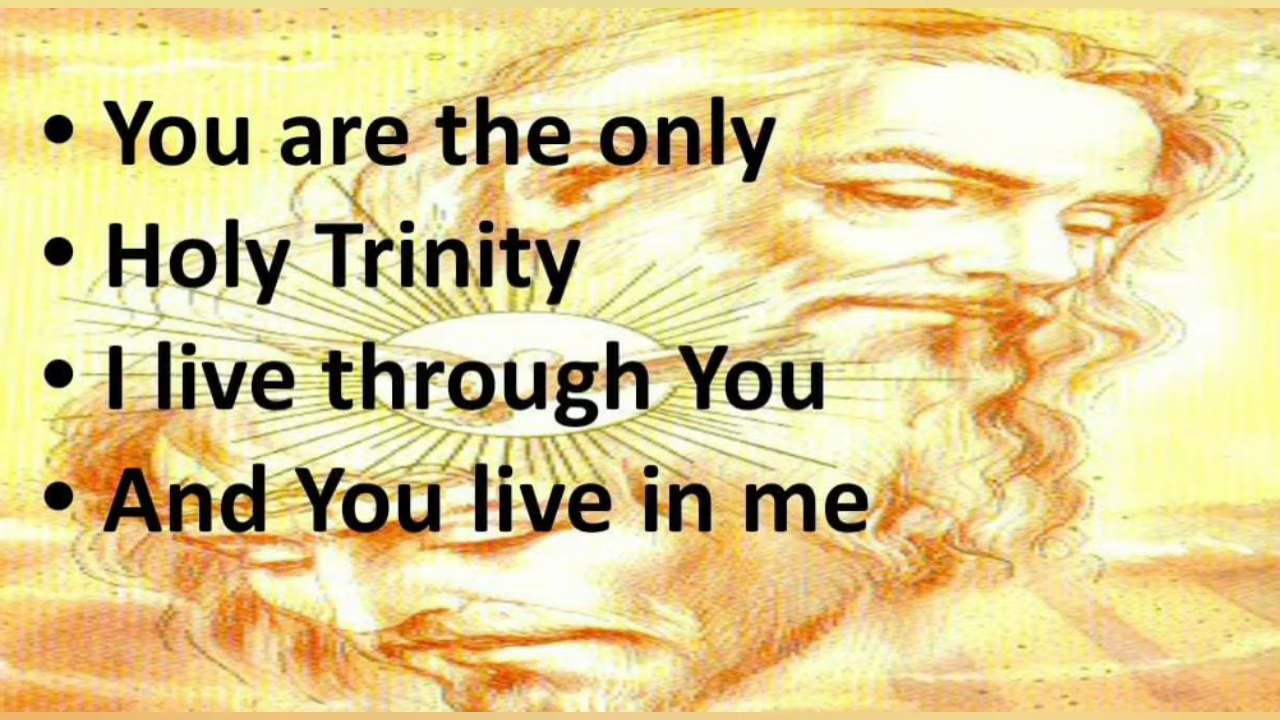 • You are the only
• Holy Trinity
• I live through You
• And You live in me